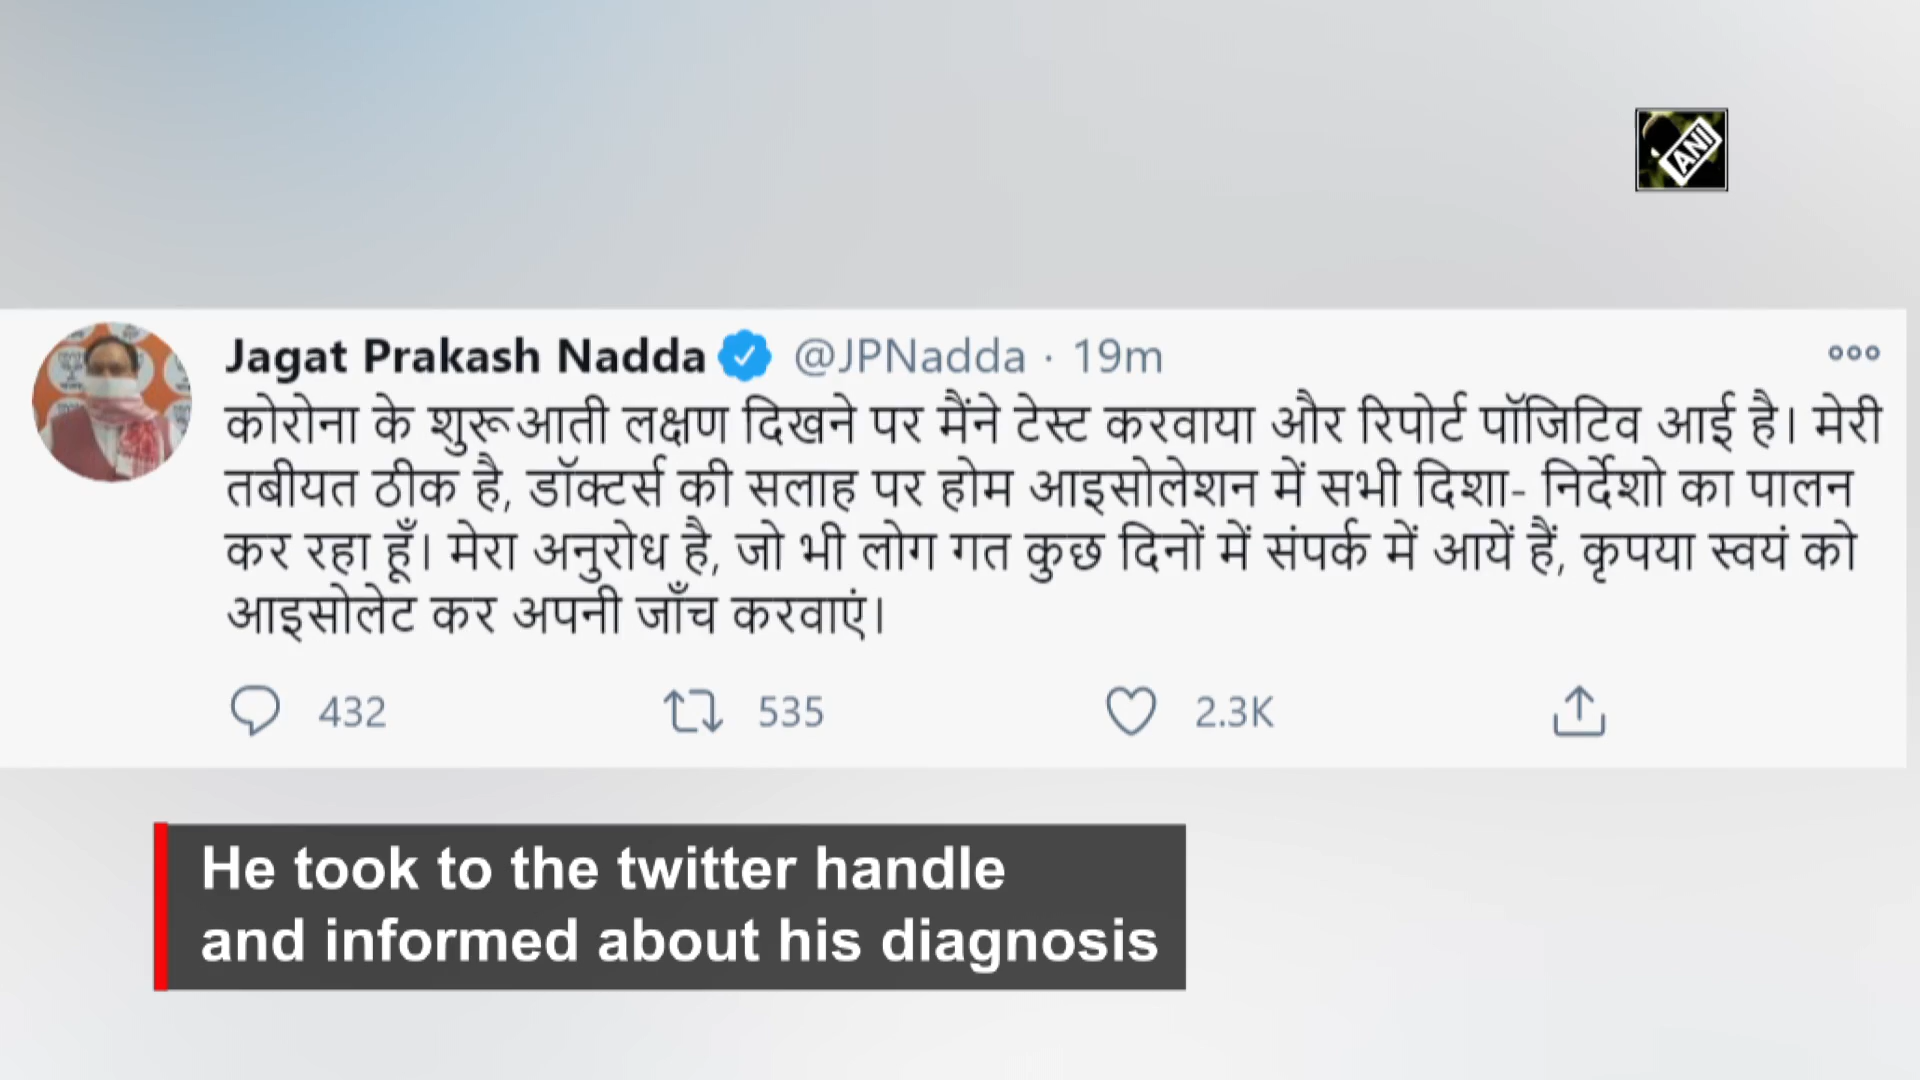 ANI
Jagat Prakash Nadda @JPNadda · 19m
कोरोना के शुरूआती लक्षण दिखने पर मैंने टेस्ट करवाया और रिपोर्ट पॉजिटिव आई है। मेरी
तबीयत ठीक है, डॉक्टर्स की सलाह पर होम आइसोलेशन में सभी दिशा- निर्देशो का पालन
कर रहा हूँ। मेरा अनुरोध है, जो भी लोग गत कुछ दिनों में संपर्क में आयें हैं, कृपया स्वयं को
आइसोलेट कर अपनी जाँच करवाएं।
432 535 2.3K
He took to the twitter handle
and informed about his diagnosis